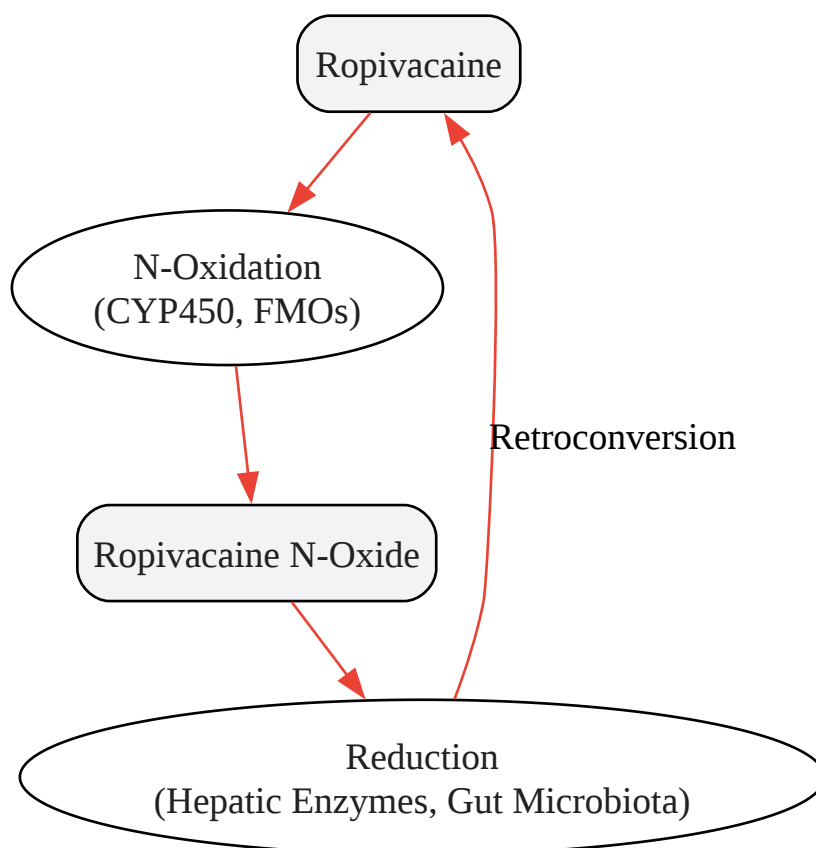 Ropivacaine
N-Oxidation
(CYP450, FMOs)
Retroconversion
Ropivacaine N-Oxide
Reduction
(Hepatic Enzymes, Gut Microbiota)